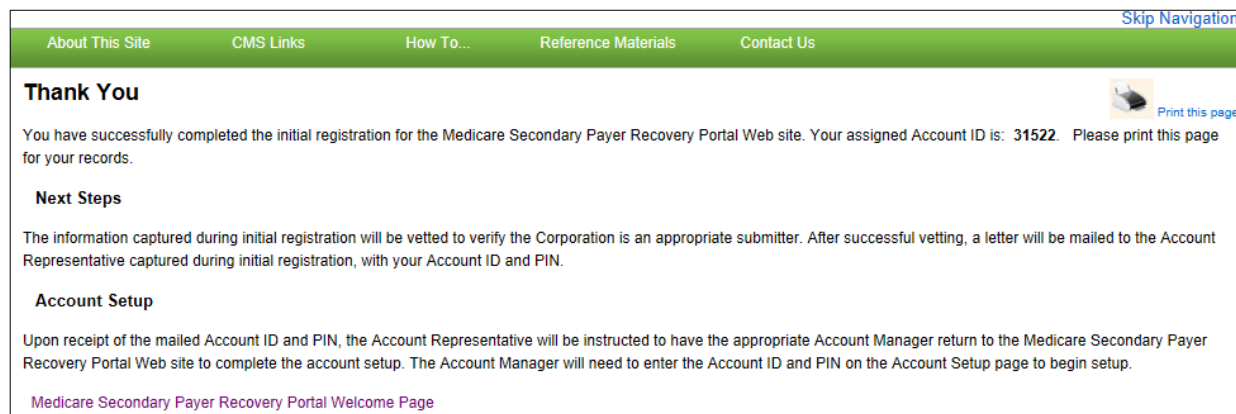 Skip Navigation
About This Site CMS Links How To... Reference Materials Contact Us
Thank You
Print this page
You have successfully completed the initial registration for the Medicare Secondary Payer Recovery Portal Web site. Your assigned Account ID is: 31522. Please print this page
for your records.
Next Steps
The information captured during initial registration will be vetted to verify the Corporation is an appropriate submitter. After successful vetting, a letter will be mailed to the Account
Representative captured during initial registration, with your Account ID and PIN.
Account Setup
Upon receipt of the mailed Account ID and PIN, the Account Representative will be instructed to have the appropriate Account Manager return to the Medicare Secondary Payer
Recovery Portal Web site to complete the account setup. The Account Manager will need to enter the Account ID and PIN on the Account Setup page to begin setup.
Medicare Secondary Payer Recovery Portal Welcome Page